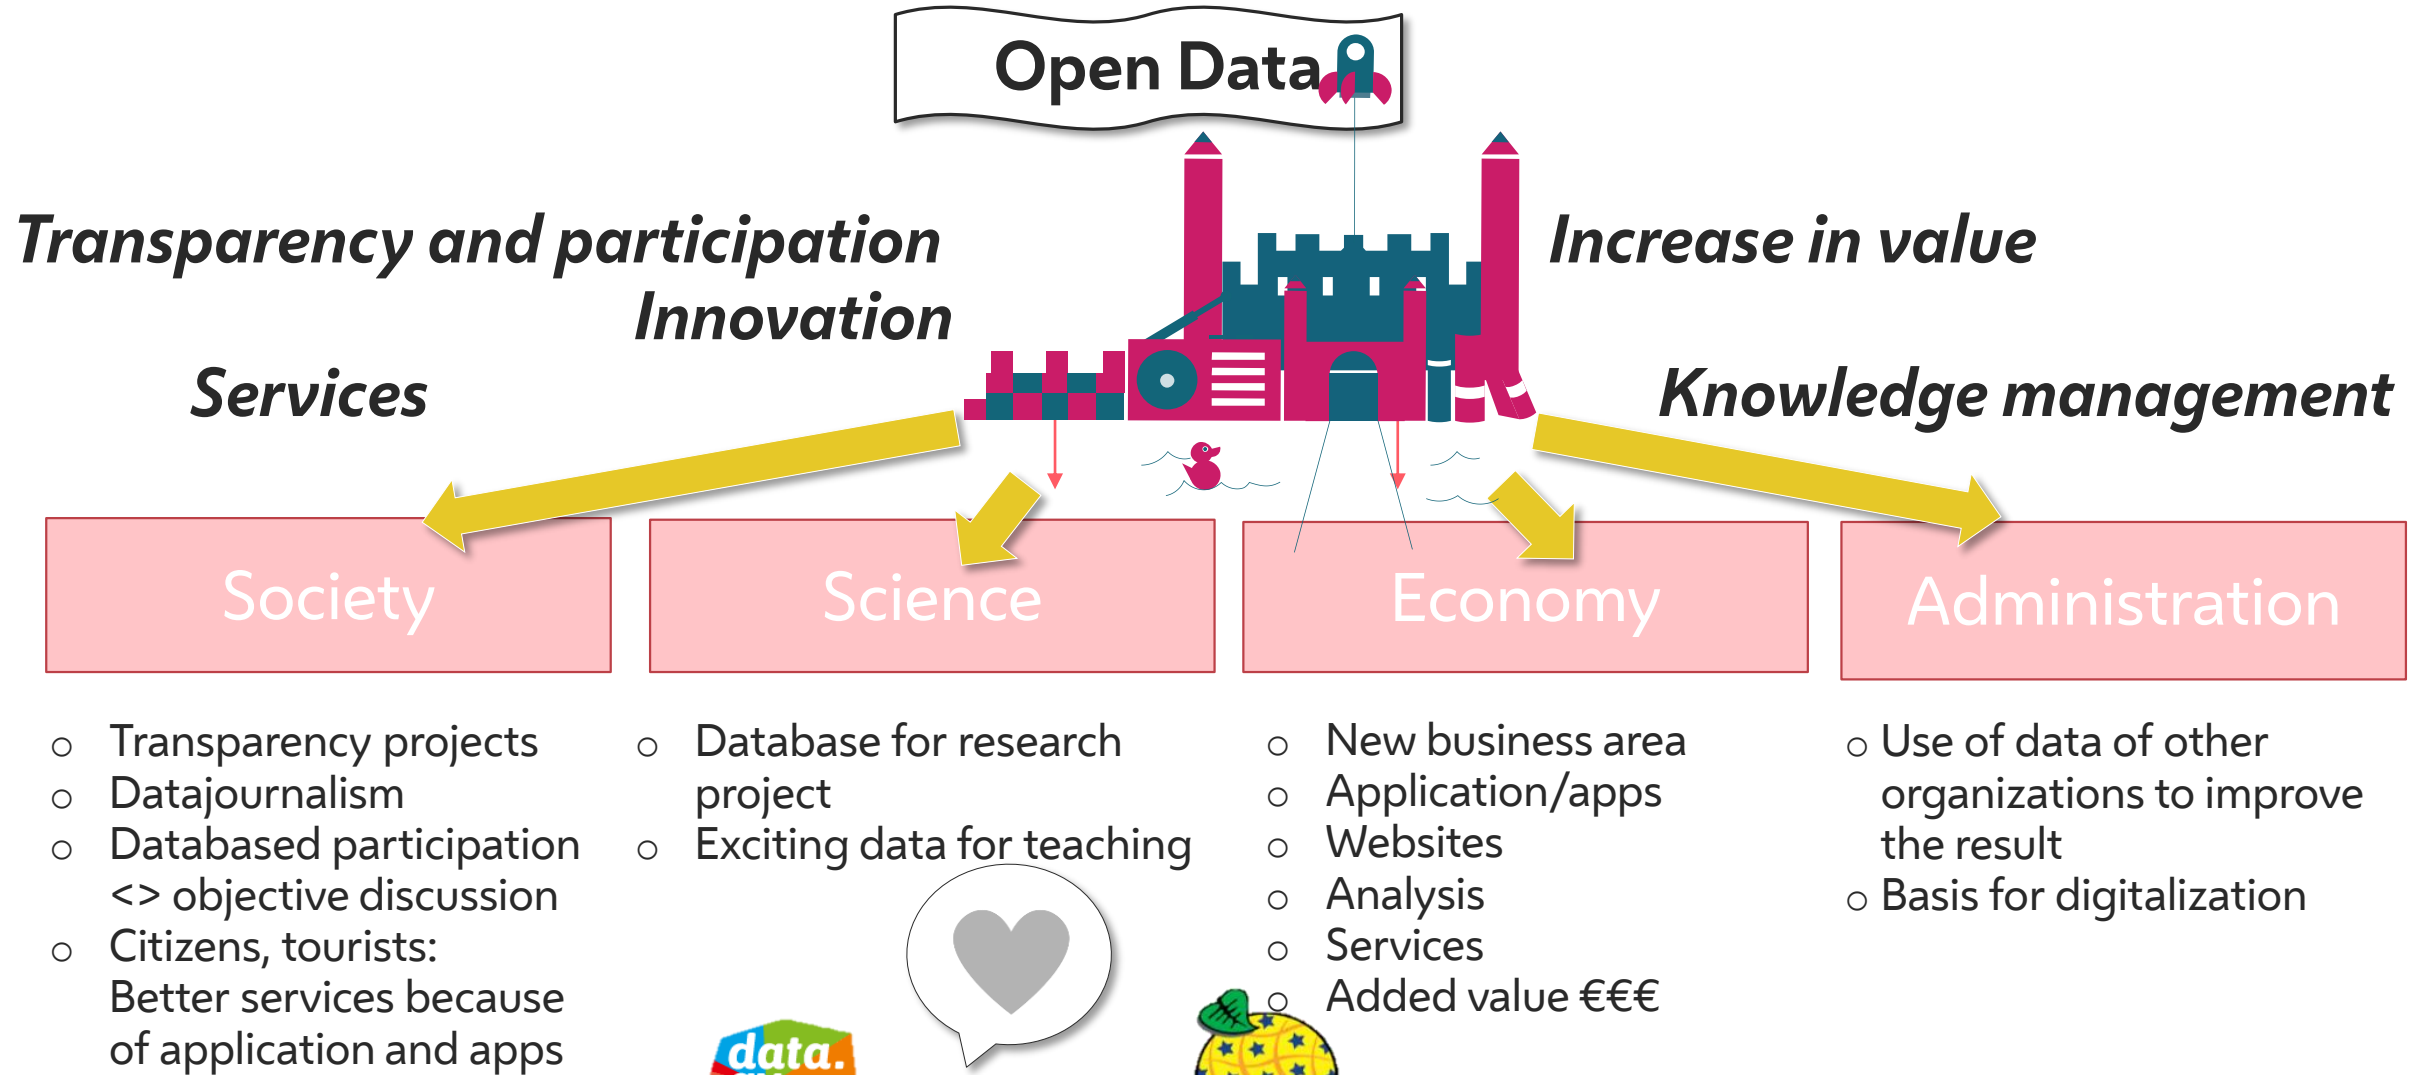 Open Data
Transparency and participation
Increase in value
Innovation
Services
Knowledge management
Society
Science
Economy
Administration
Transparency projects
Datajournalism
Databased participation
<> objective discussion
Citizens, tourists:
Better services because
of application and apps
Database for research
project
Exciting data for teaching
New business area
Application/apps
Websites
Analysis
Services
Added value €€€
Use of data of other
organizations to improve
the result
Basis for digitalization
data.